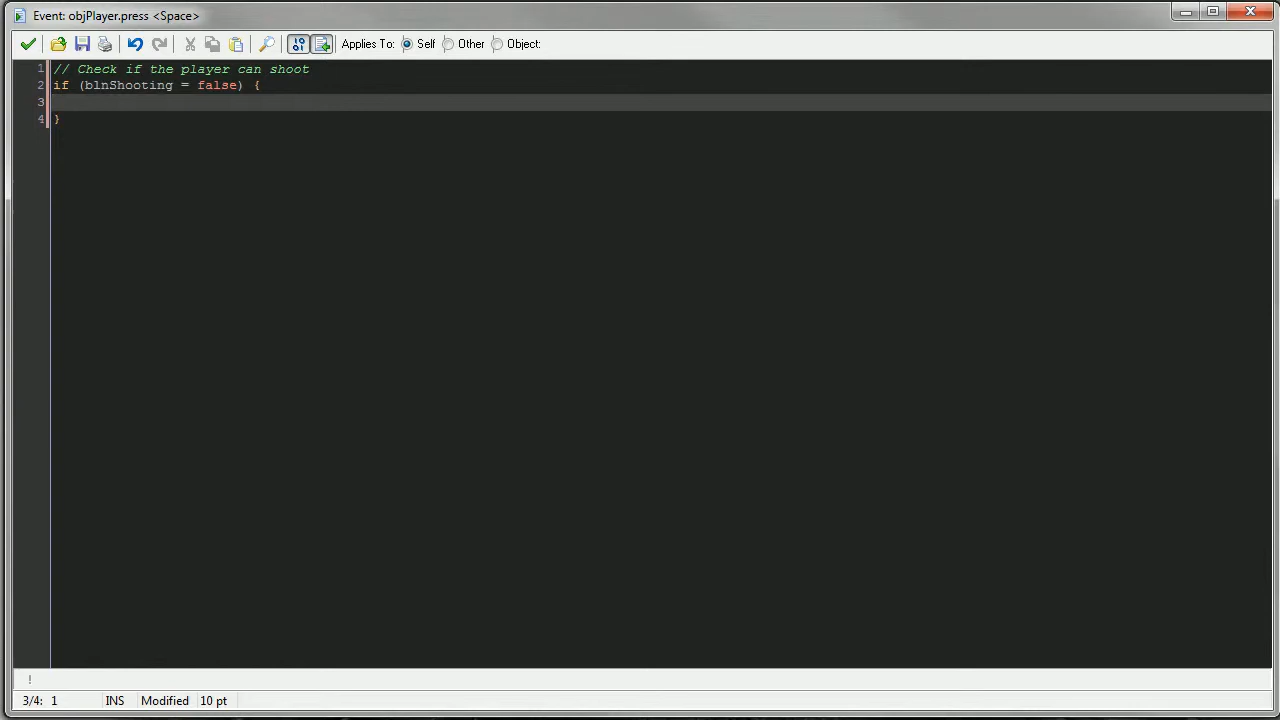 Event: objPlayer.press <Space>
Applies To: Self Other Object:
1 // Check if the player can shoot
2 if (blnShooting = false) {
3
4 }
!
3/4: 1 INS Modified 10 pt